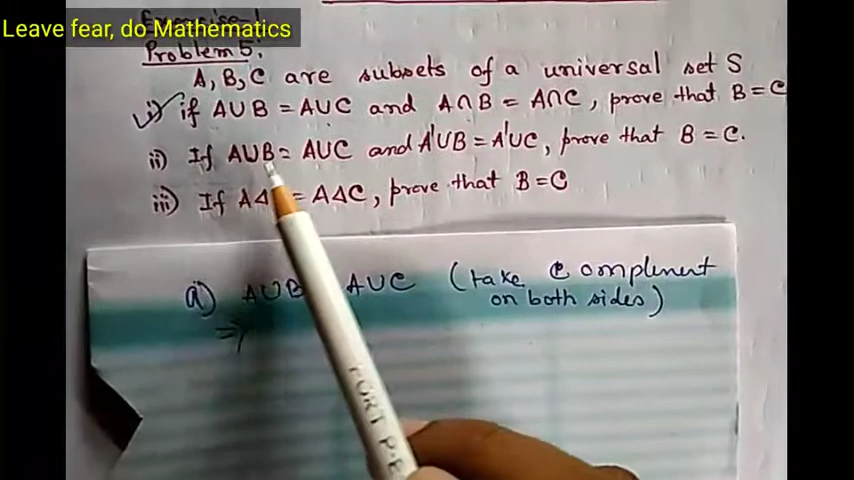 Leave fear, do Mathematics
Problem 5:
A, B, C are subsets of a universal set S
i) if A∪B = A∪C and A∩B = A∩C, prove that B = C
ii) If A∪B = A∪C and A'∪B = A'∪C, prove that B = C.
iii) If A∆ = A∆C, prove that B = C
a) A∪B A∪C (take complement
on both sides)
⇒
PORT P.E